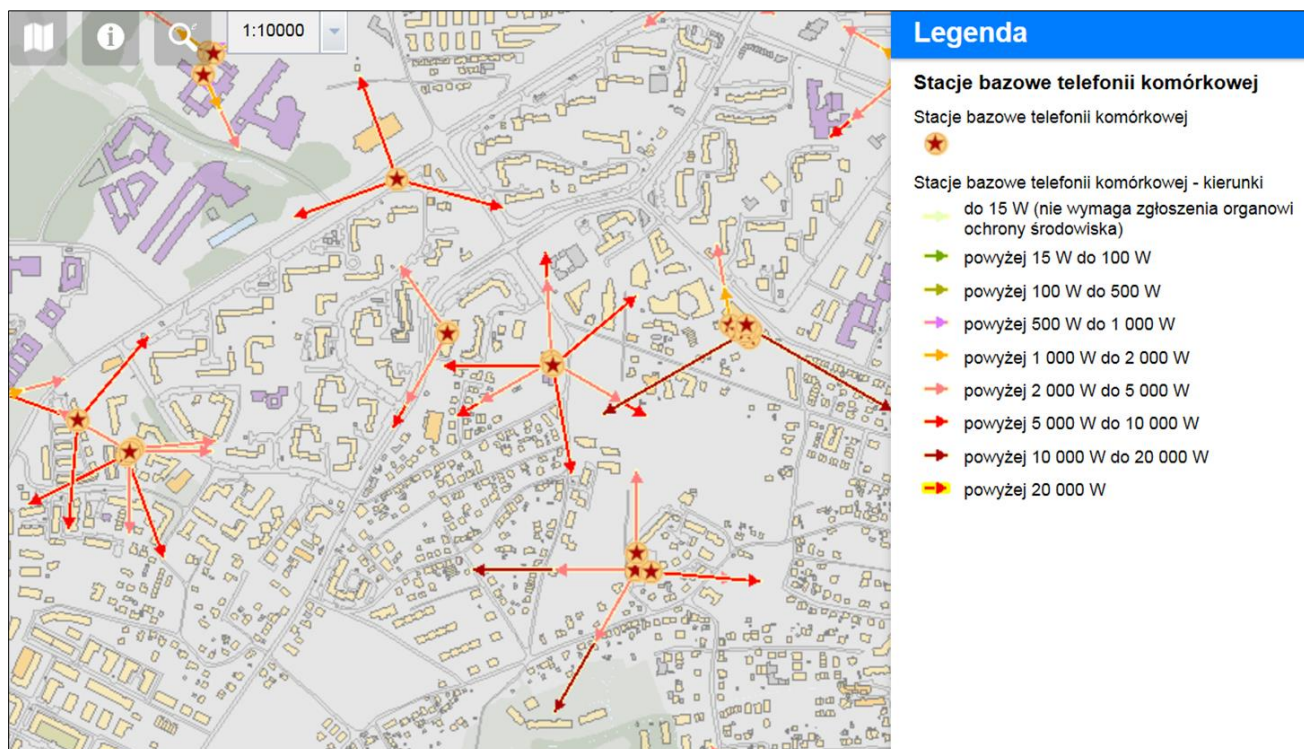 1:10000
Legenda
Stacje bazowe telefonii komórkowej
Stacje bazowe telefonii komórkowej
Stacje bazowe telefonii komórkowej - kierunki
do 15 W (nie wymaga zgłoszenia organowi
ochrony środowiska)
powyżej 15 W do 100 W
powyżej 100 W do 500 W
powyżej 500 W do 1 000 W
powyżej 1 000 W do 2 000 W
powyżej 2 000 W do 5 000 W
powyżej 5 000 W do 10 000 W
powyżej 10 000 W do 20 000 W
powyżej 20 000 W